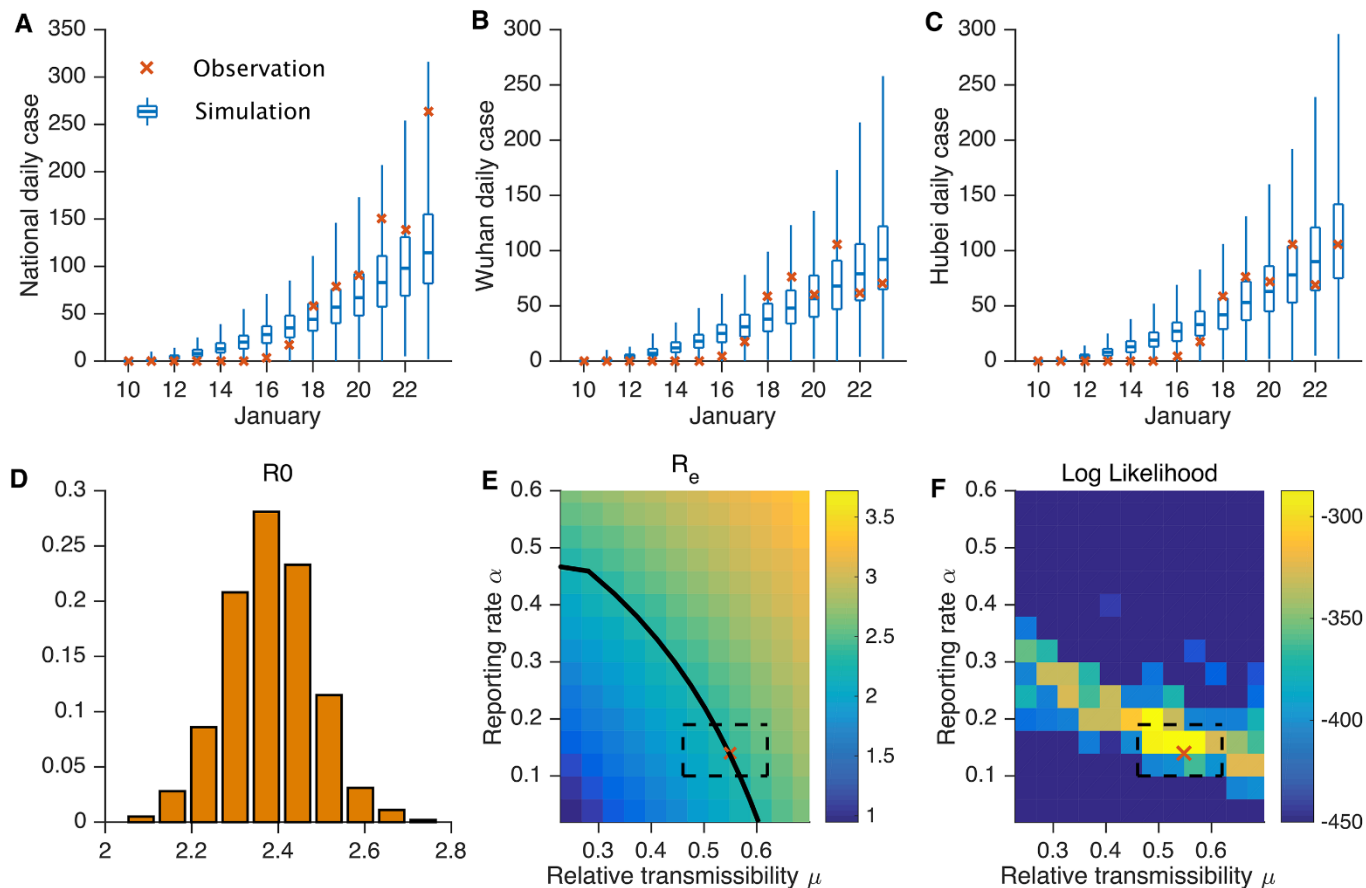 A
National daily case
350
300
250
200
150
100
50
0
Observation
Simulation
10 12 14 16 18 20 22
January
B
Wuhan daily case
300
250
200
150
100
50
0
10 12 14 16 18 20 22
January
C
Hubei daily case
300
250
200
150
100
50
0
10 12 14 16 18 20 22
January
D
R0
0.3
0.25
0.2
0.15
0.1
0.05
0
2 2.2 2.4 2.6 2.8
E
Re
Reporting rate α
0.6
0.5
0.4
0.3
0.2
0.1
0.3 0.4 0.5 0.6
Relative transmissibility μ
3.5
3
2.5
2
1.5
1
F
Log Likelihood
Reporting rate α
0.6
0.5
0.4
0.3
0.2
0.1
0.3 0.4 0.5 0.6
Relative transmissibility μ
-300
-350
-400
-450